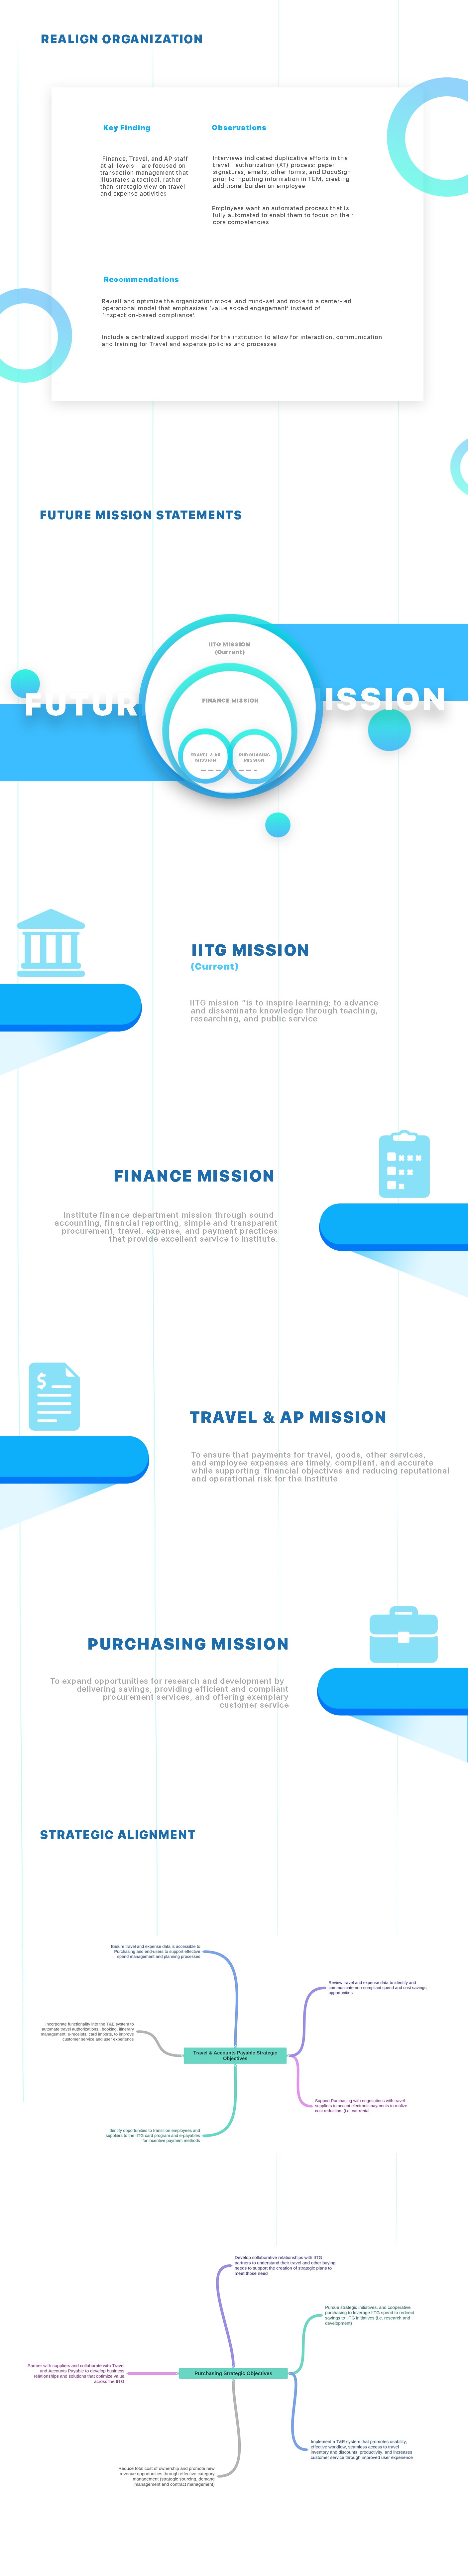 REALIGN ORGANIZATION
Key Finding
Finance, Travel, and AP staff
at all levels are focused on
transaction management that
illustrates a tactical, rather
than strategic view on travel
and expense activities
Observations
Interviews indicated duplicative efforts in the
travel authorization (AT) process: paper
signatures, emails, other forms, and DocuSign
prior to inputing information in TEM, creating
additional burden on employee
Employees want an automated process that is
fully automated to enabl them to focus on their
core competencies
Recommendations
Revisit and optimize the organization model and mind-set and move to a center-led
operational model that emphasizes 'value added engagement' instead of
'inspection-based compliance'.
Include a centralized support model for the institution to allow for interaction, communication
and training for Travel and expense policies and processes
FUTURE MISSION STATEMENTS
IITG MISSION
(Current)
FINANCE MISSION
TRAVEL & AP
MISSION
PURCHASING
MISSION
FUTUR
ISSION
IITG MISSION
(Current)
IITG mission "is to inspire learning; to advance
and disseminate knowledge through teaching,
researching, and public service
FINANCE MISSION
Institute finance department mission through sound
accounting, financial reporting, simple and transparent
procurement, travel, expense, and payment practices
that provide excellent service to Institute.
TRAVEL & AP MISSION
To ensure that payments for travel, goods, other services,
and employee expenses are timely, compliant, and accurate
while supporting financial objectives and reducing reputational
and operational risk for the Institute.
PURCHASING MISSION
To expand opportunities for research and development by
delivering savings, providing efficient and compliant
procurement services, and offering exemplary
customer service
STRATEGIC ALIGNMENT
Ensure travel and expense data is accessible to
Purchasing and end-users to support effective
spend management and planning processes
Review travel and expense data to identify and
communicate non-compliant spend and cost savings
opportunities
Incorporate functionality into the T&E system to
automate travel authorisations,, booking, itinerary
management, e-receipts, card imports, to improve
customer service and user experience
Travel & Accounts Payable Strategic
Objectives
Support Purchasing with negotiations with travel
suppliers to accept electronic payments to realize
cost reduction (i.e. car rental
Identify opportunities to transition employees and
suppliers to the IITG card program and e-payables
for incentive payment methods
Develop collaborative relationships with IITG
partners to understand their travel and other buying
needs to support the creation of strategic plans to
meet those need
Pursue strategic initiatives, and cooperative
purchasing to leverage IITG spend to redirect
savings to IITG initiatives (i.e. research and
development)
Partner with suppliers and collaborate with Travel
and Accounts Payable to develop business
relationships and solutions that optimize value
across the IITG
Purchasing Strategic Objectives
Implement a T&E system that promotes usability,
effective workflow, seamless access to travel
inventory and discounts, productivity, and increases
customer service through improved user experience
Reduce total cost of ownership and promote new
revenue opportunities through effective category
management (strategic sourcing, demand
management and contract management)